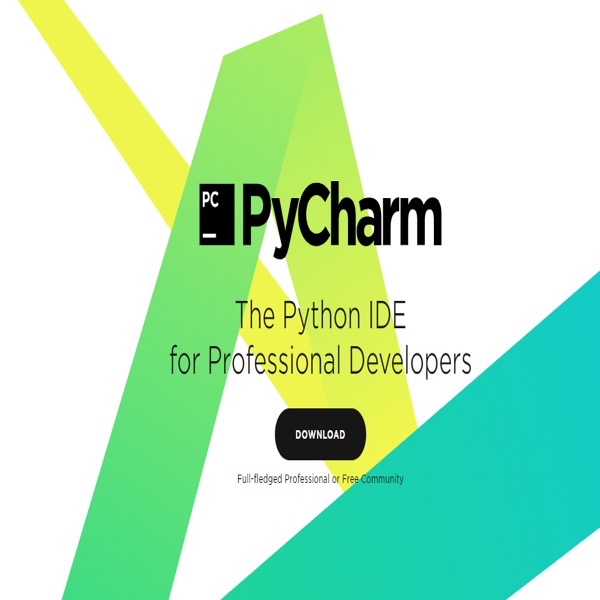 PC
PyCharm
The Python IDE
for Professional Developers
DOWNLOAD
Full-fledged Professional or Free Community